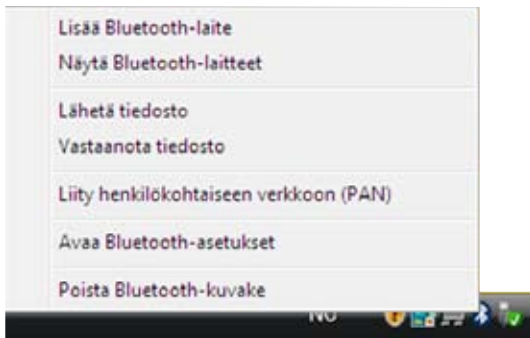 Lisää Bluetooth-laite
Näytä Bluetooth-laitteet
Lähetä tiedosto
Vastaanota tiedosto
Liity henkilökohtaiseen verkkoon (PAN)
Avaa Bluetooth-asetukset
Poista Bluetooth-kuvake